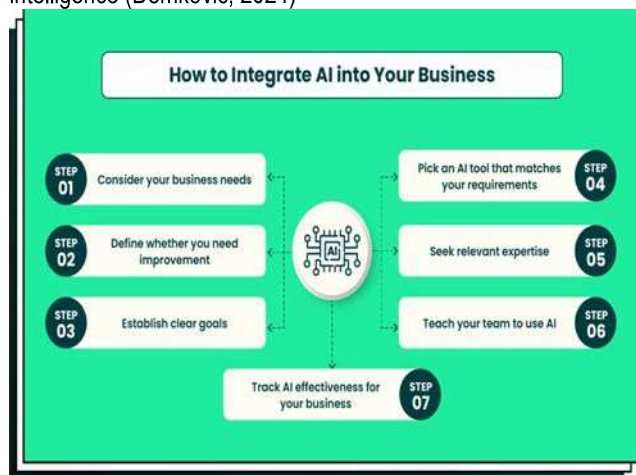 How to Integrate AI into Your Business
STEP
01
Consider your business needs
STEP
02
Define whether you need
improvement
STEP
03
Establish clear goals
AI
Pick an AI tool that matches
your requirements
STEP
04
Seek relevant expertise
STEP
05
Teach your team to use AI
STEP
06
Track AI effectiveness for
your business
STEP
07